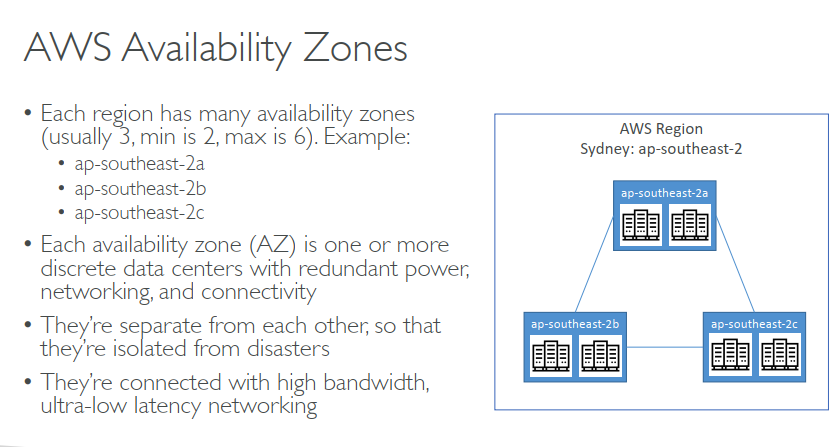 AWS Availability Zones
• Each region has many availability zones
(usually 3, min is 2, max is 6). Example:
• ap-southeast-2a
• ap-southeast-2b
• ap-southeast-2c
• Each availability zone (AZ) is one or more
discrete data centers with redundant power,
networking, and connectivity
• They're separate from each other, so that
they're isolated from disasters
• They're connected with high bandwidth,
ultra-low latency networking
AWS Region
Sydney: ap-southeast-2
ap-southeast-2a
ap-southeast-2b
ap-southeast-2c